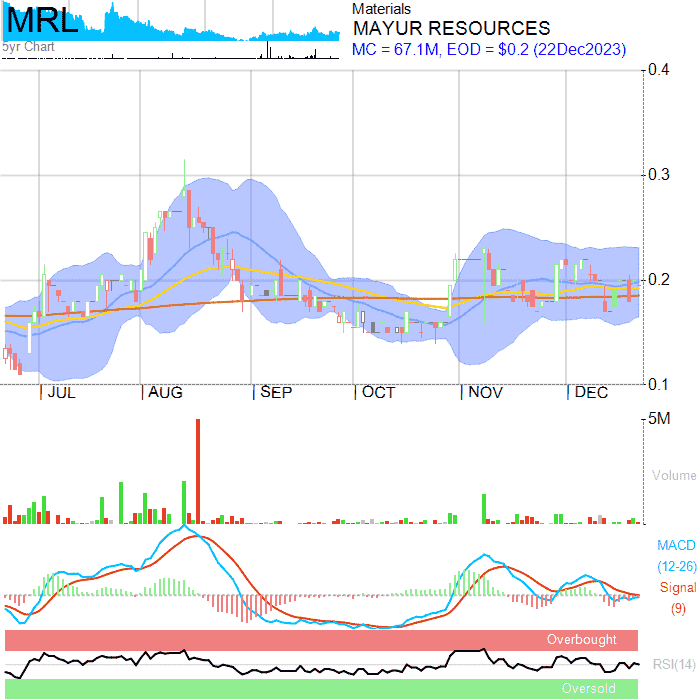 MRL
5yr Chart
Materials
MAYUR RESOURCES
MC = 67.1M, EOD = $0.2 (22Dec2023)
0.4
0.3
0.2
0.1
JUL AUG SEP OCT NOV DEC
5M
Volume
MACD
(12-26)
Signal
(9)
Overbought
RSI(14)
Oversold